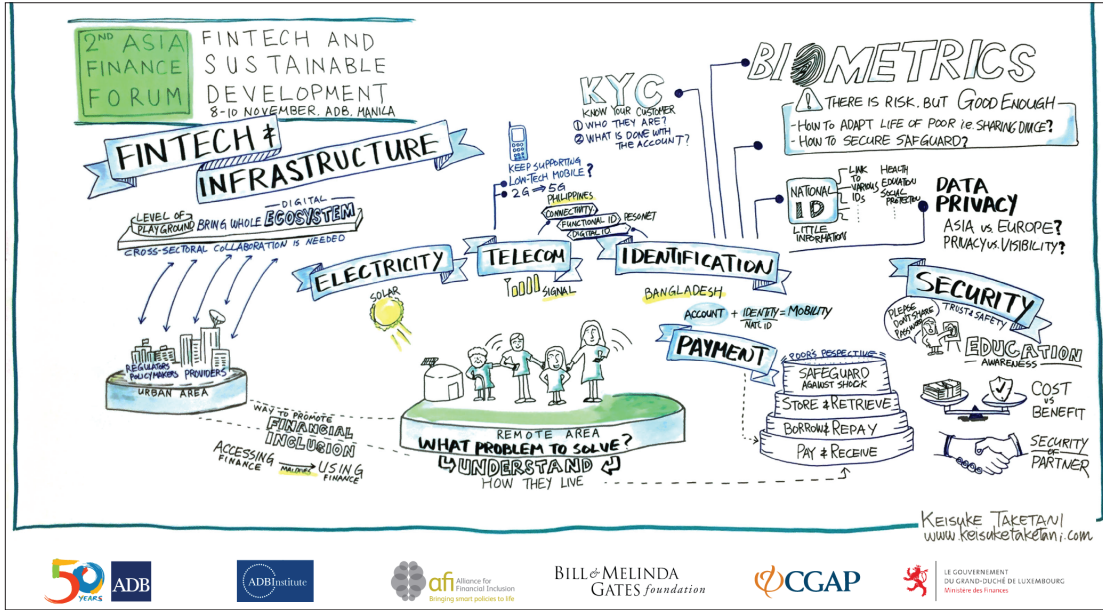 2ND ASIA
FINANCE
FORUM
FINTECH AND
SUSTAINABLE
DEVELOPMENT
8-10 NOVEMBER, ADB, MANILA
FINTECH &
INFRASTRUCTURE
LEVEL OF
PLAYGROUND
BRING WHOLE
DIGITAL
ECOSYSTEM
CROSS-SECTORAL COLLABORATION IS NEEDED
REGULATORS
POLICYMAKERS
PROVIDERS
URBAN AREA
WAY TO PROMOTE
FINANCIAL
INCLUSION
ACCESSING
FINANCE
MALDIVES
USING
FINANCE!
ELECTRICITY
SOLAR
KEEP SUPPORTING
LOW-TECH MOBILE?
2G → 5G
TELECOM
SIGNAL
PHILIPPINES
CONNECTIVITY
FUNCTIONAL ID
DIGITAL ID
PESONET
KYC
KNOW YOUR CUSTOMER
① WHO THEY ARE?
② WHAT IS DONE WITH
THE ACCOUNT?
IDENTIFICATION
BANGLADESH
ACCOUNT + IDENTITY = MOBILITY
NAT'L ID
BIOMETRICS
! THERE IS RISK. BUT GOOD ENOUGH
- HOW TO ADAPT LIFE OF POOR i.e. SHARING DIVICE?
- HOW TO SECURE SAFGUARD?
NATIONAL
ID
LITTLE
INFORMATION
LINK
TO
VARIOUS
IDs
HEALTH
EDUCATION
SOCIAL
PROTECTION
DATA
PRIVACY
ASIA vs. EUROPE?
PRIVACY vs. VISIBILITY?
SECURITY
TRUST & SAFETY
PLEASE
DON'T SHARE
PASSWORD
EDUCATION
AWARENESS
COST
VS
BENEFIT
SECURITY
OF
PARTNER
PAYMENT
POOR'S PESPECTIVE
SAFEGUARD
AGAINST SHOCK
STORE & RETRIEVE
BORROW & REPAY
PAY & RECEIVE
REMOTE AREA
WHAT PROBLEM TO SOLVE?
UNDERSTAND
HOW THEY LIVE
KEISUKE TAKETANI
www.keisuketaketani.com
50
YEARS
ADB
ADBInstitute
afi
Alliance for
Financial Inclusion
Bringing smart policies to life
BILL & MELINDA
GATES foundation
CGAP
LE GOUVERNEMENT
DU GRAND-DUCHÉ DE LUXEMBOURG
Ministère des Finances